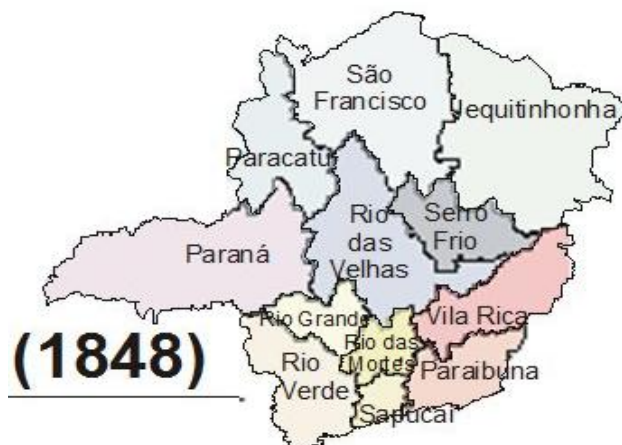 São
Francisco
Jequitinhonha
Paracatu
Serro
Frio
Rio
das
Velhas
Paraná
Vila Rica
Rio Grande
Rio das
Mortes
(1848)
Rio
Verde
Paraibuna
Sapucaí